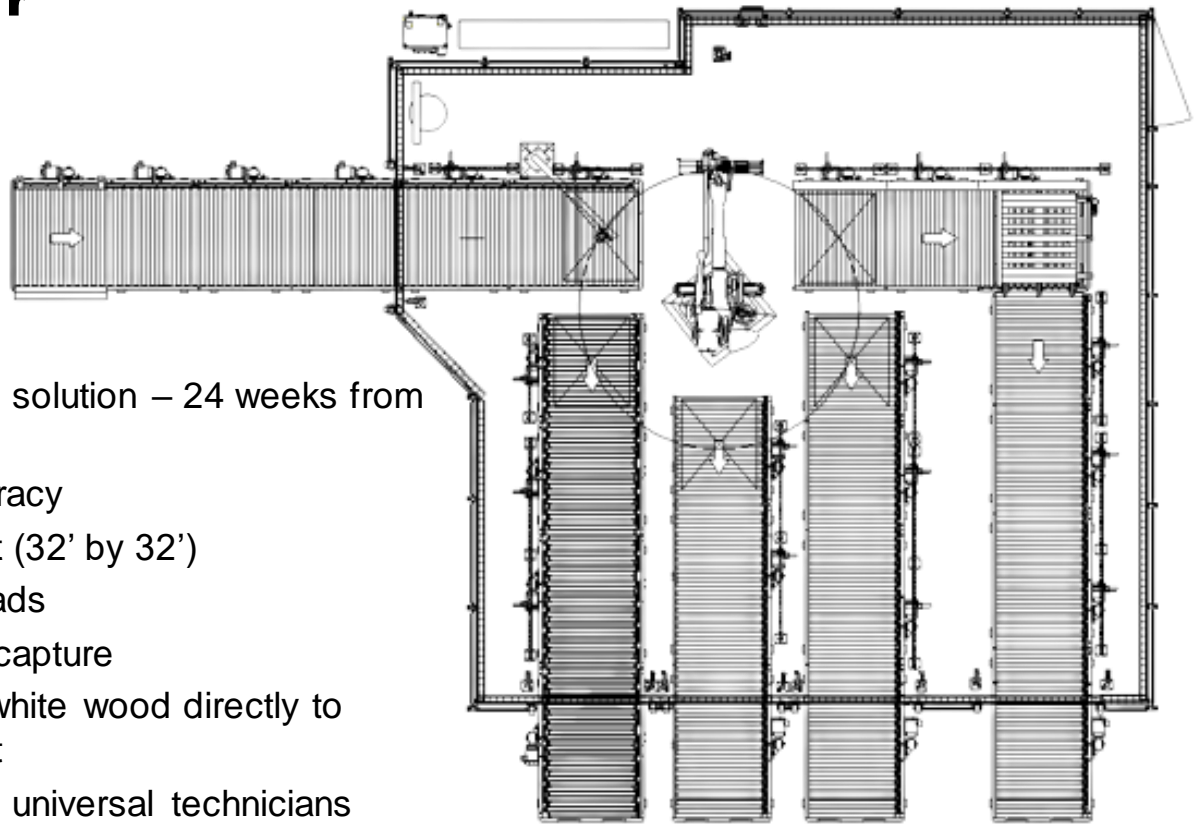 r
solution – 24 weeks from
racy
t (32' by 32')
ads
capture
white wood directly to
t
universal technicians